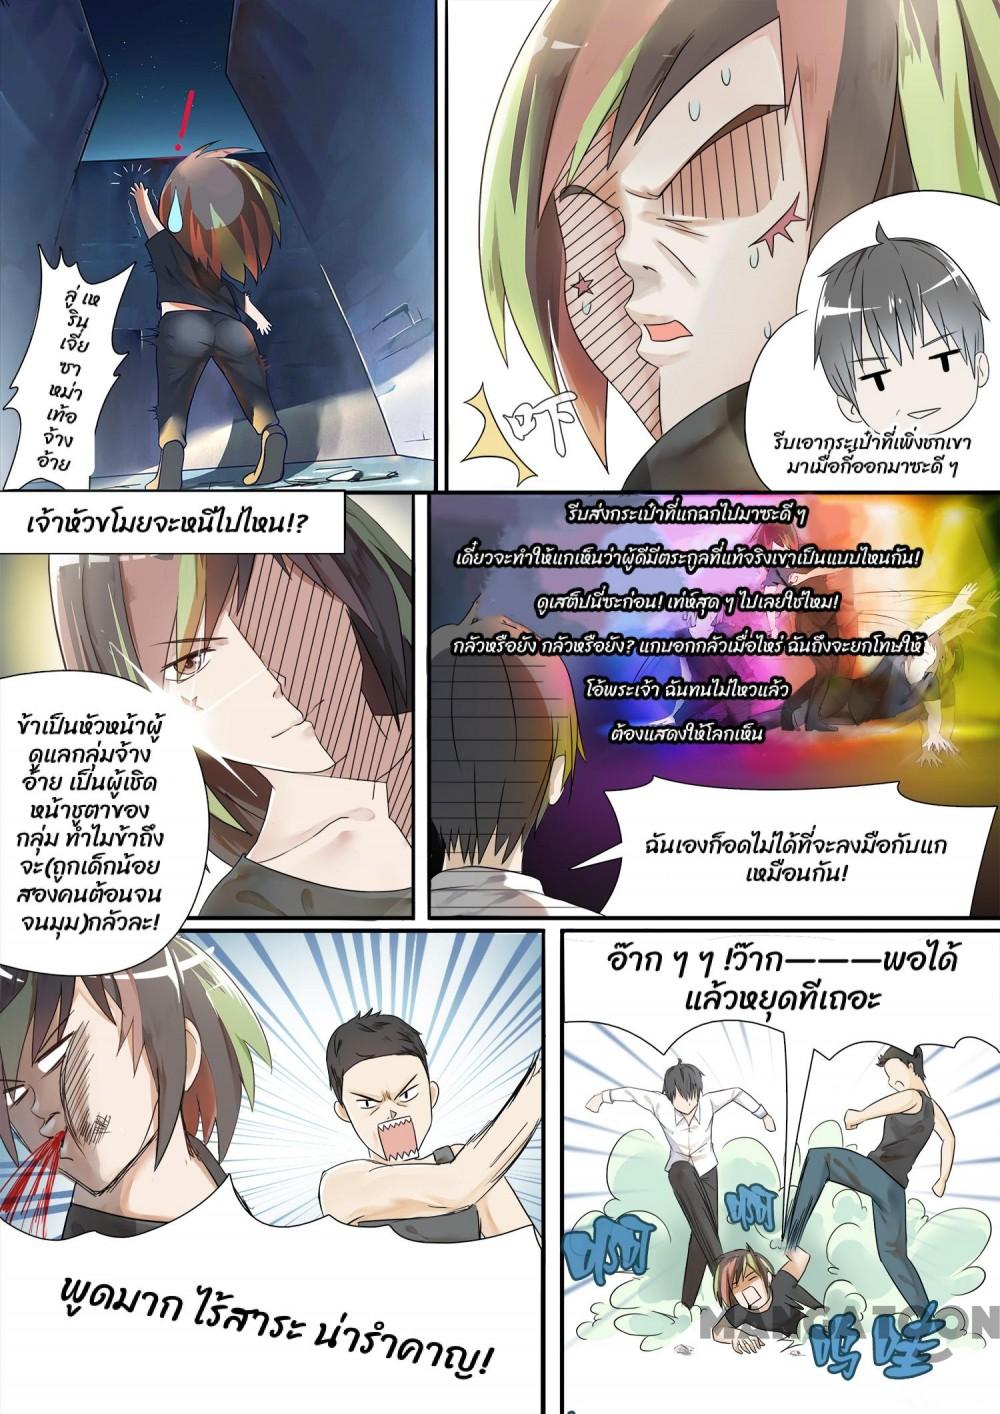 !
ลู่ เห
ริน
เจี่ย
ซา
หม่า
เท้อ
จ้าง
อ้าย
吓
รีบเอากระเป๋าที่เพิ่งชกเขา
มาเมื่อกี้ออกมาซะดี ๆ
เจ้าหัวขโมยจะหนีไปไหน!?
ข้าเป็นหัวหน้าผู้
ดูแลกลุ่มจ้าง
อ้าย เป็นผู้เชิด
หน้าชูตาของ
กลุ่ม ทำไมข้าถึง
จะ(ถูกเด็กน้อย
สองคนต้อนจน
จนมุม)กลัวละ!
รีบส่งกระเป๋าที่แกฉกไปมาซะดี ๆ
เดี๋ยวจะทำให้แกเห็นว่าผู้ดีมีตระกูลที่แท้จริงเขาเป็นแบบไหนกัน!
ดูเสต็ปนี่ซะก่อน! เท่ห์สุด ๆ ไปเลยใช่ไหม!
กลัวหรือยัง กลัวหรือยัง? แกบอกกลัวเมื่อไหร่ ฉันถึงจะยกโทษให้
โอ้พระเจ้า ฉันทนไม่ไหวแล้ว
ต้องแสดงให้โลกเห็น
ฉันเองก็อดไม่ได้ที่จะลงมือกับแก
เหมือนกัน!
พูดมาก ไร้สาระ น่ารำคาญ!
อ๊าก ๆ ๆ !ว๊าก———พอได้
แล้วหยุดทีเถอะ
MANGATOON
呜 哇